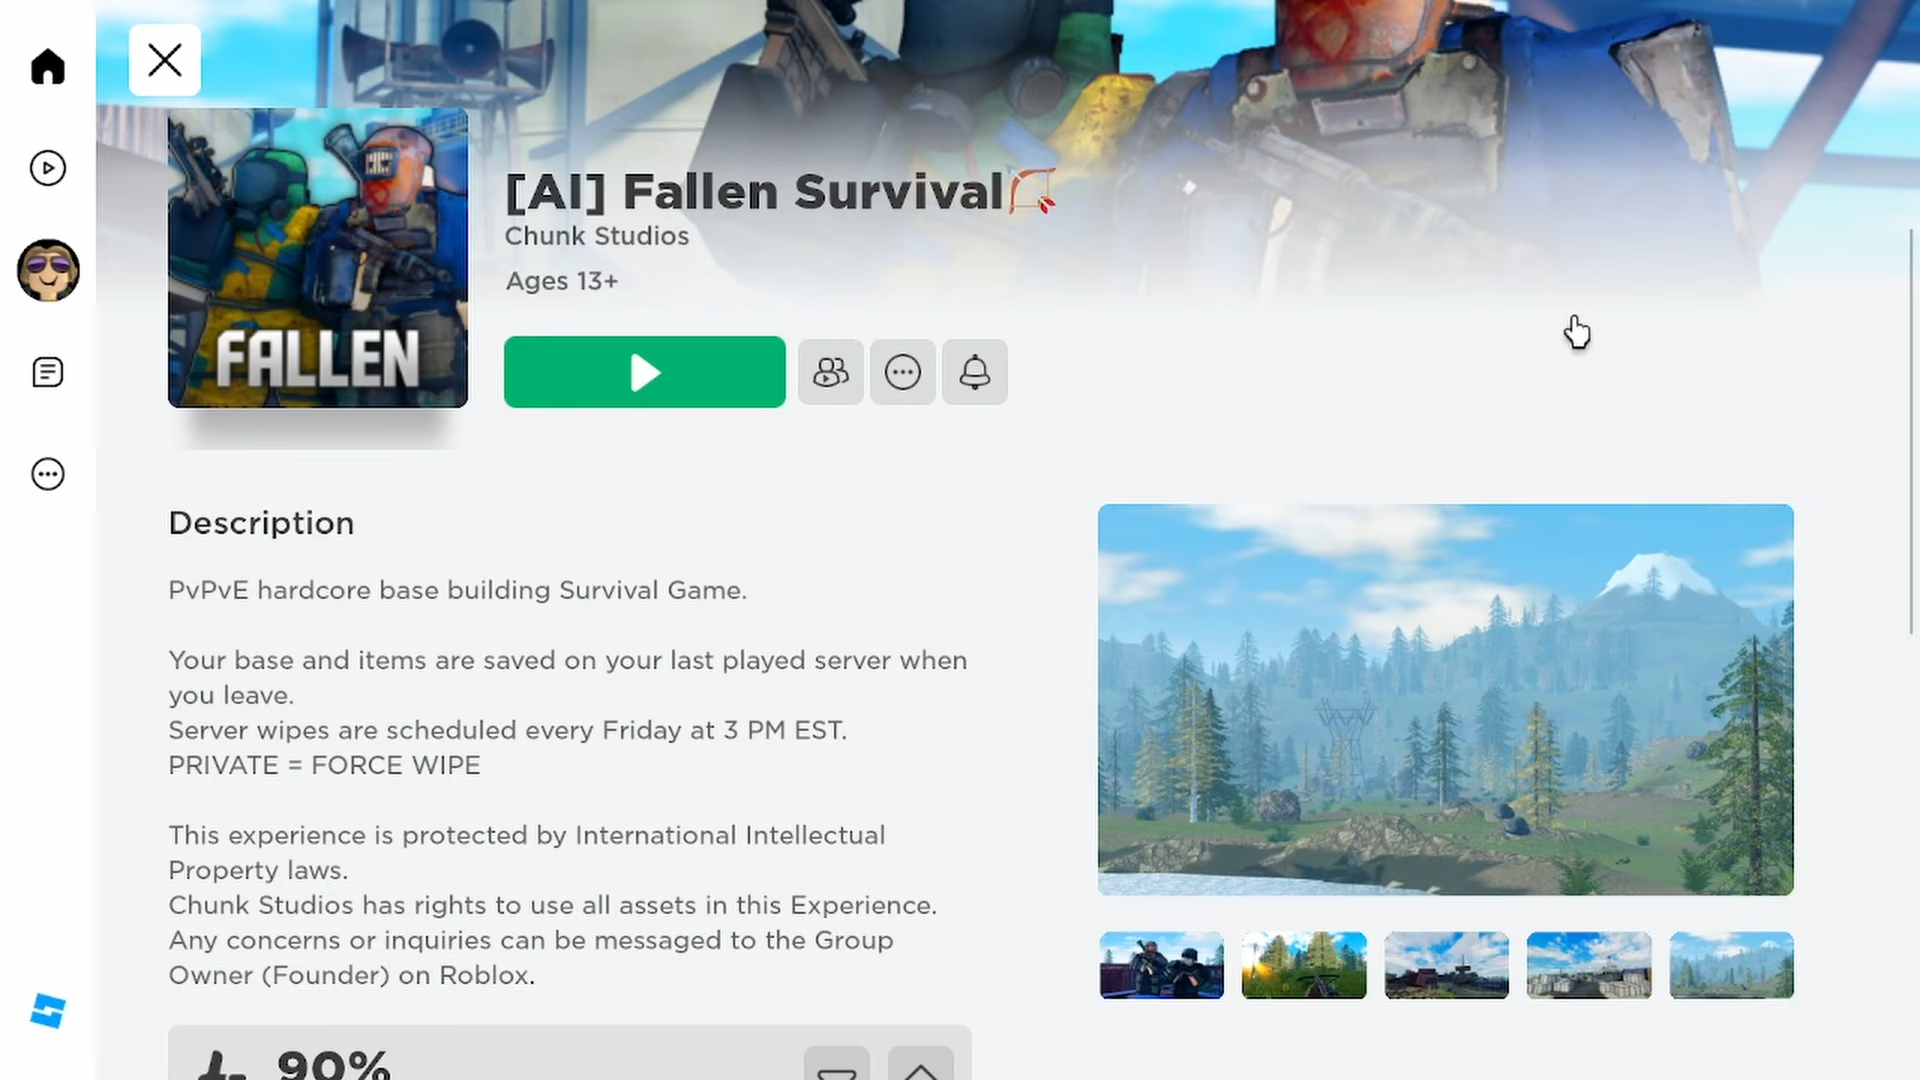 [AI] Fallen Survival
Chunk Studios
Ages 13+
FALLEN
Description
PvPvE hardcore base building Survival Game.
Your base and items are saved on your last played server when
you leave.
Server wipes are scheduled every Friday at 3 PM EST.
PRIVATE = FORCE WIPE
This experience is protected by International Intellectual
Property laws.
Chunk Studios has rights to use all assets in this Experience.
Any concerns or inquiries can be messaged to the Group
Owner (Founder) on Roblox.
90%